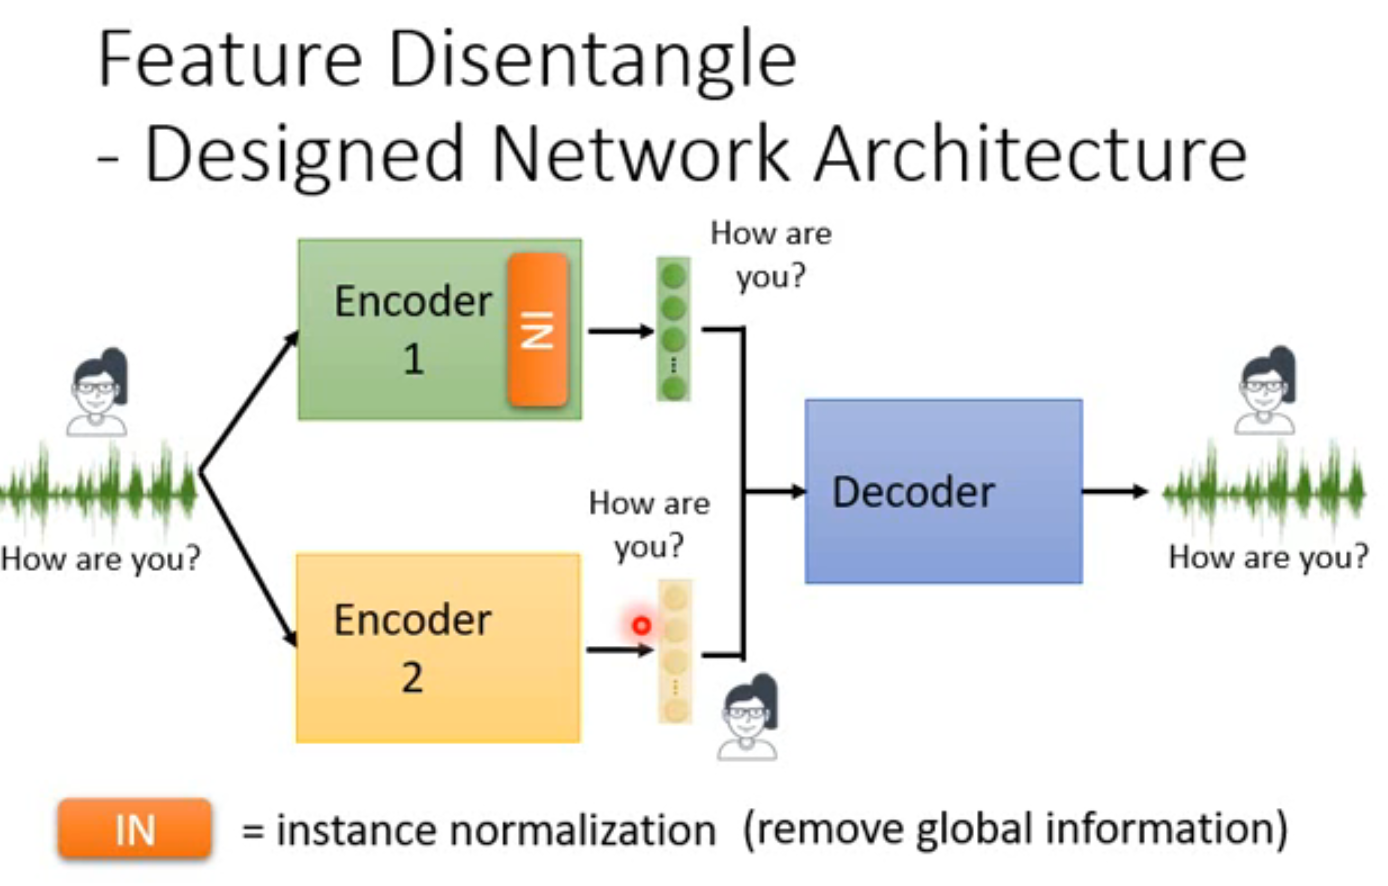 Feature Disentangle
- Designed Network Architecture
How are
you?
Encoder
1
IN
How are you?
How are
you?
Encoder
2
Decoder
How are you?
IN = instance normalization (remove global information)